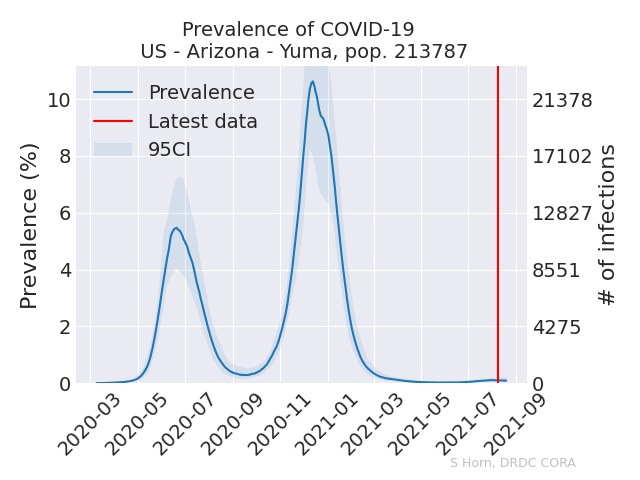 Prevalence of COVID-19
US - Arizona - Yuma, pop. 213787
Prevalence
Latest data
95CI
Prevalence (%)
10
8
6
4
2
0
21378
17102
12827
8551
4275
0
# of infections
2020-03
2020-05
2020-07
2020-09
2020-11
2021-01
2021-03
2021-05
2021-07
2021-09
S Horn, DRDC CORA